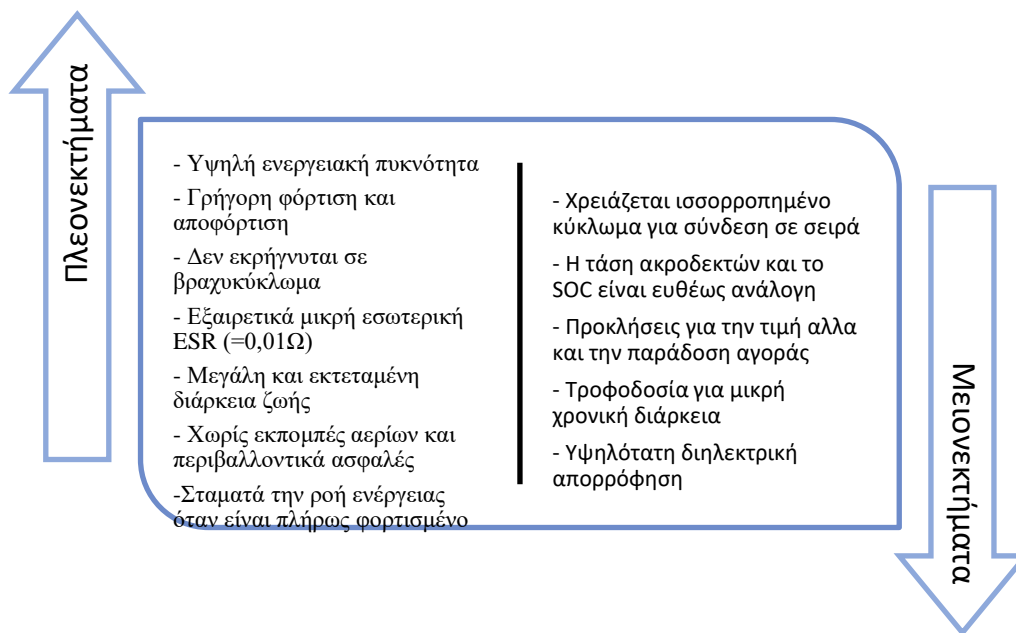 Πλεονεκτήματα
- Υψηλή ενεργειακή πυκνότητα
- Γρήγορη φόρτιση και
αποφόρτιση
- Δεν εκρήγνυται σε
βραχυκύκλωμα
- Εξαιρετικά μικρή εσωτερική
ESR (=0,01Ω)
- Μεγάλη και εκτεταμένη
διάρκεια ζωής
- Χωρίς εκπομπές αερίων και
περιβαλλοντικά ασφαλές
-Σταματά την ροή ενέργειας
όταν είναι πλήρως φορτισμένο
- Χρειάζεται ισσορροπημένο
κύκλωμα για σύνδεση σε σειρά
- Η τάση ακροδεκτών και το
SOC είναι ευθέως ανάλογη
- Προκλήσεις για την τιμή αλλα
και την παράδοση αγοράς
- Τροφοδοσία για μικρή
χρονική διάρκεια
- Υψηλότατη διηλεκτρική
απορρόφηση
Μειονεκτήματα